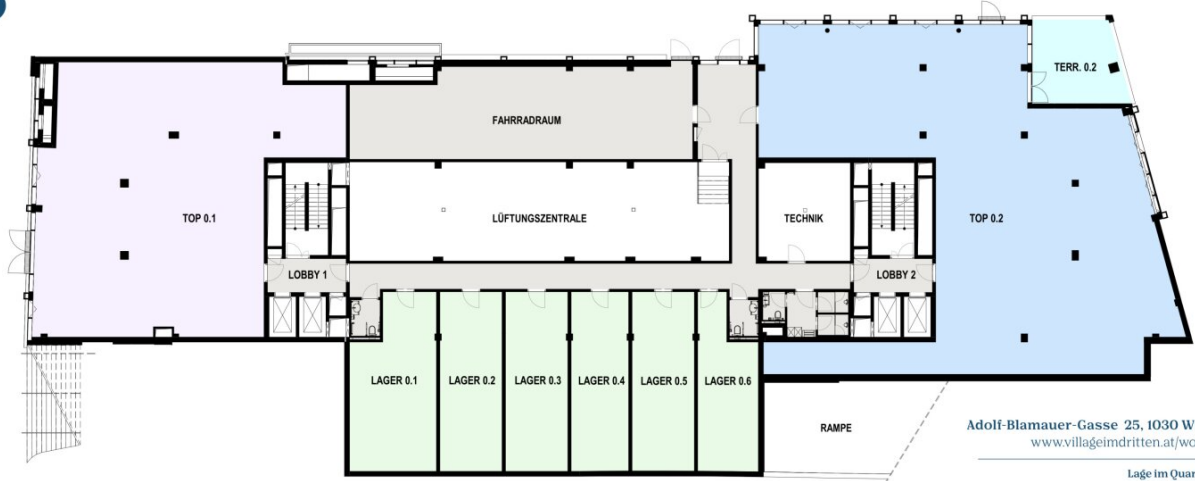 TERR. 0.2
FAHRRADRAUM
TOP 0.1
LÜFTUNGSZENTRALE
TECHNIK
TOP 0.2
LOBBY 1
LOBBY 2
LAGER 0.1
LAGER 0.2
LAGER 0.3
LAGER 0.4
LAGER 0.5
LAGER 0.6
RAMPE
Adolf-Blamauer-Gasse 25, 1030 W
www.villageimdritten.at/wo
Lage im Quar